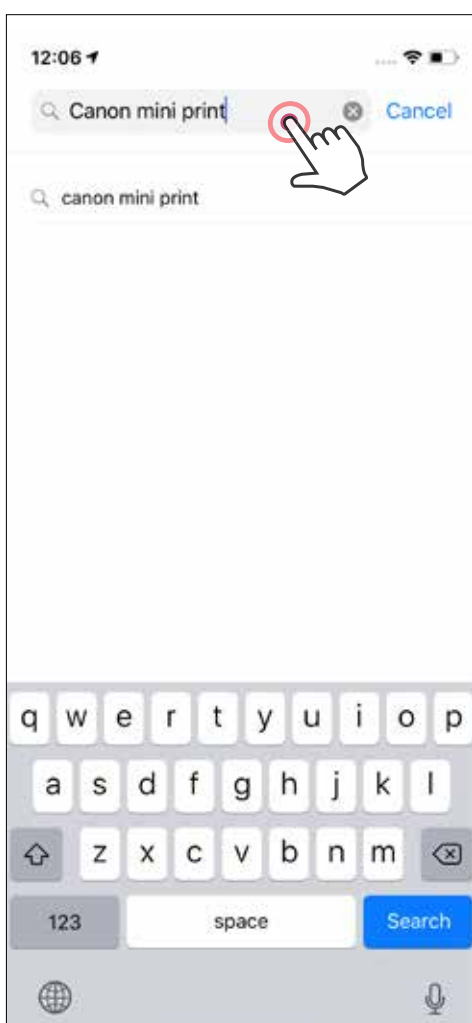 12:06
Canon mini print Cancel
canon mini print
q w e r t y u i o p
a s d f g h j k l
z x c v b n m
123 space Search